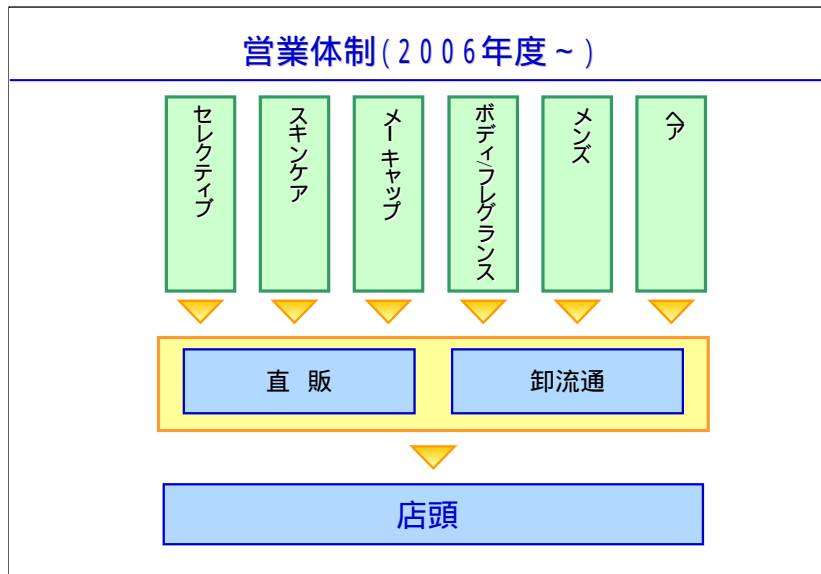 営業体制(2006年度~)
セレクティブ
スキンケア
メーキャップ
ボディ/フレグランス
メンズ
ヘア
直 販
卸流通
店頭